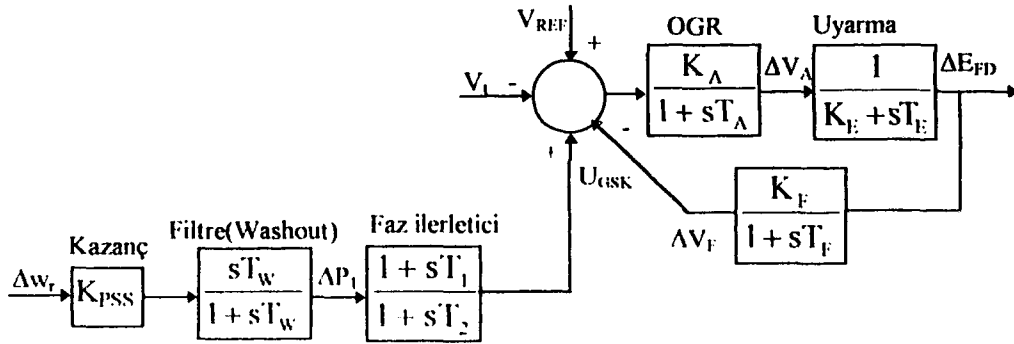 V_REF
OGR
Uyarma
+
V_t
-
K_A
1 + sT_A
ΔV_A
1
K_E + sT_E
ΔE_FD
-
+
U_GSK
K_F
1 + sT_F
ΔV_F
Kazanç
Filtre(Washout)
Faz ilerletici
Δw_r
K_PSS
sT_W
1 + sT_W
ΔP_1
1 + sT_1
1 + sT_2